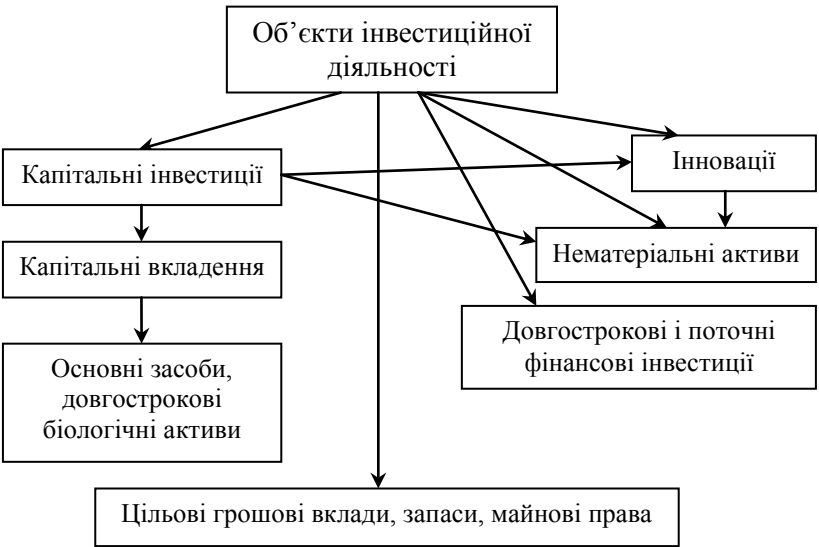 Об’єкти інвестиційної
діяльності
Капітальні інвестиції
Інновації
Капітальні вкладення
Нематеріальні активи
Довгострокові і поточні
фінансові інвестиції
Основні засоби,
довгострокові
біологічні активи
Цільові грошові вклади, запаси, майнові права